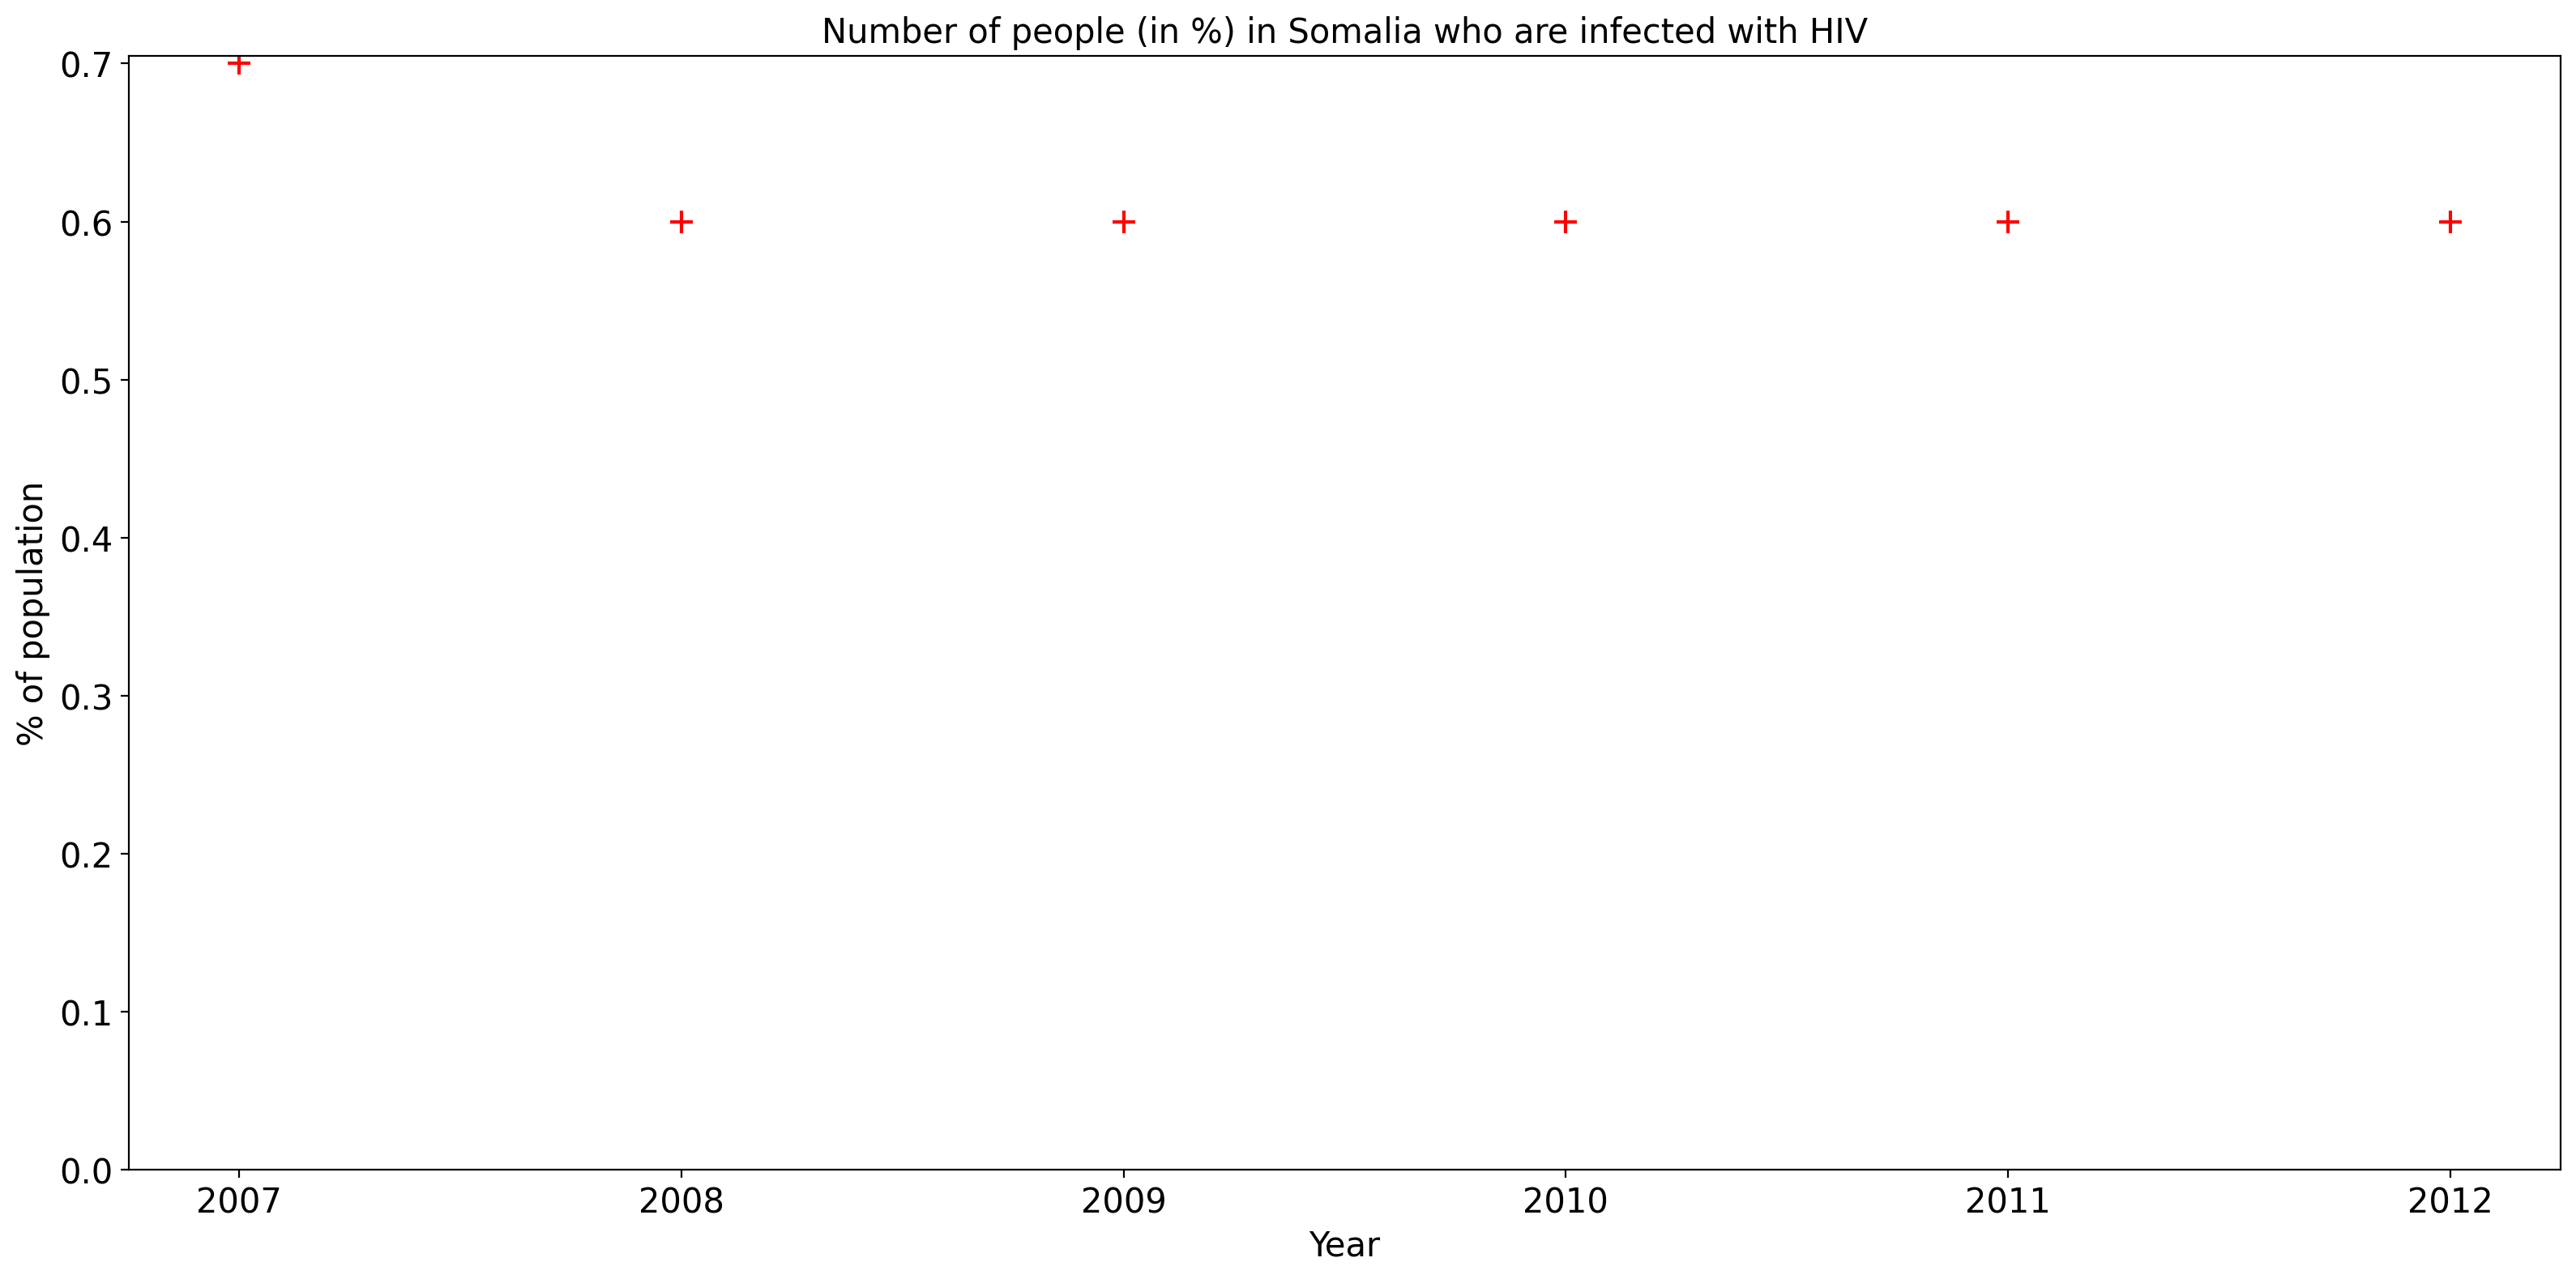 Number of people (in %) in Somalia who are infected with HIV
0.7
0.6
0.5
0.4
0.3
0.2
0.1
0.0
% of population
2007 2008 2009 2010 2011 2012
Year